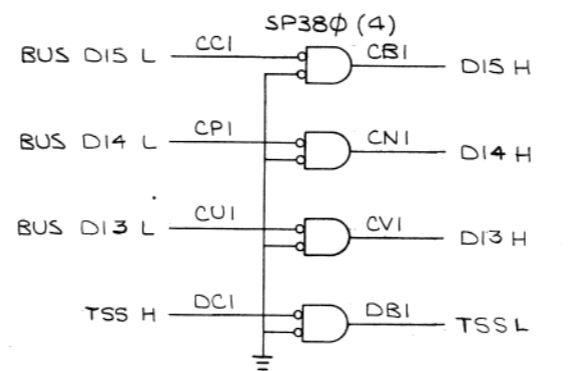 SP38φ (4)
BUS D15 L CC1 CB1 D15 H
BUS D14 L CP1 CN1 D14 H
BUS D13 L CU1 CV1 D13 H
TSS H DC1 DB1 TSS L